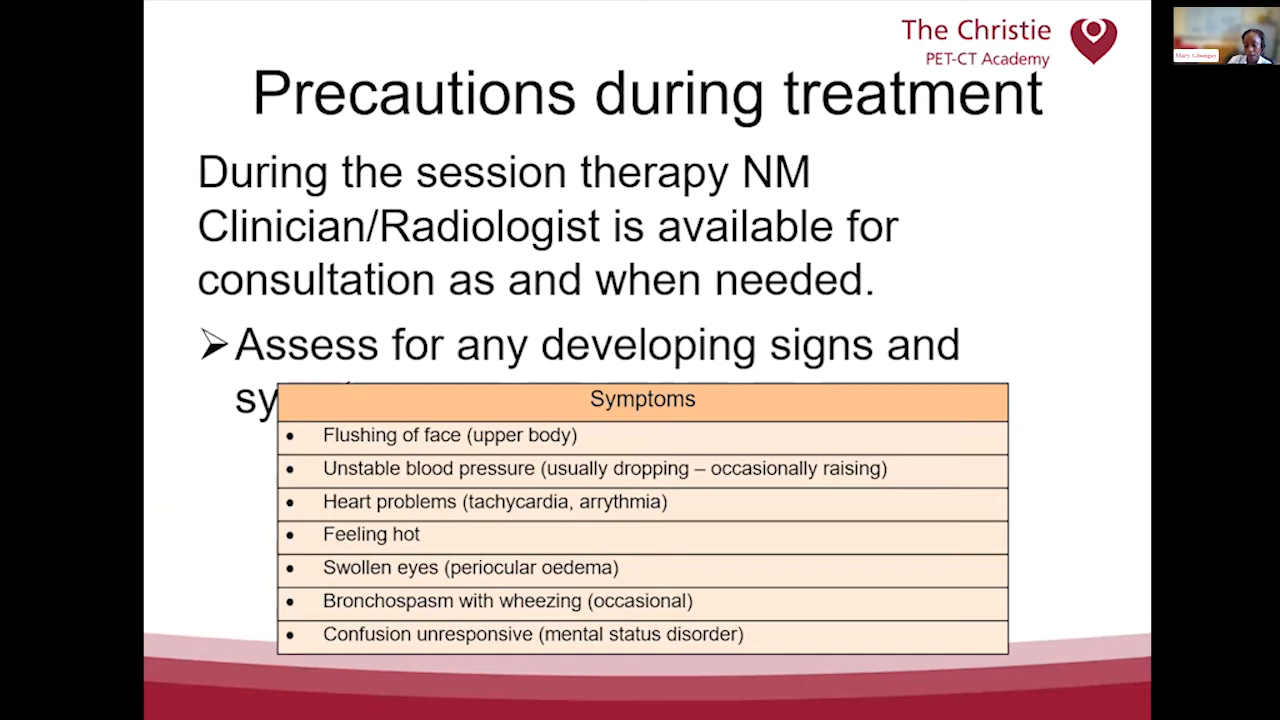 The Christie
PET-CT Academy
Precautions during treatment
During the session therapy NM
Clinician/Radiologist is available for
consultation as and when needed.
➢Assess for any developing signs and
sy
Symptoms
• Flushing of face (upper body)
• Unstable blood pressure (usually dropping – occasionally raising)
• Heart problems (tachycardia, arrythmia)
• Feeling hot
• Swollen eyes (periocular oedema)
• Bronchospasm with wheezing (occasional)
• Confusion unresponsive (mental status disorder)